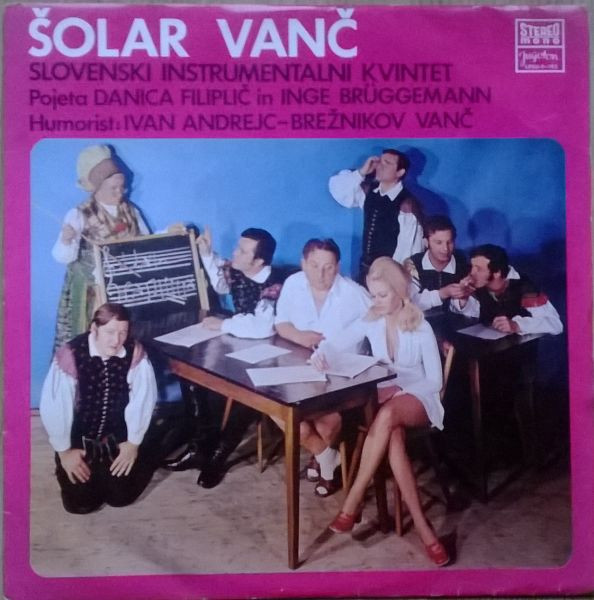 ŠOLAR VANČ
STEREO
mono
Jugoton
SLOVENSKI INSTRUMENTALNI KVINTET
Pojeta DANICA FILIPLIČ in INGE BRÜGGEMANN
Humorist: IVAN ANDREJC-BREŽNIKOV VANČ